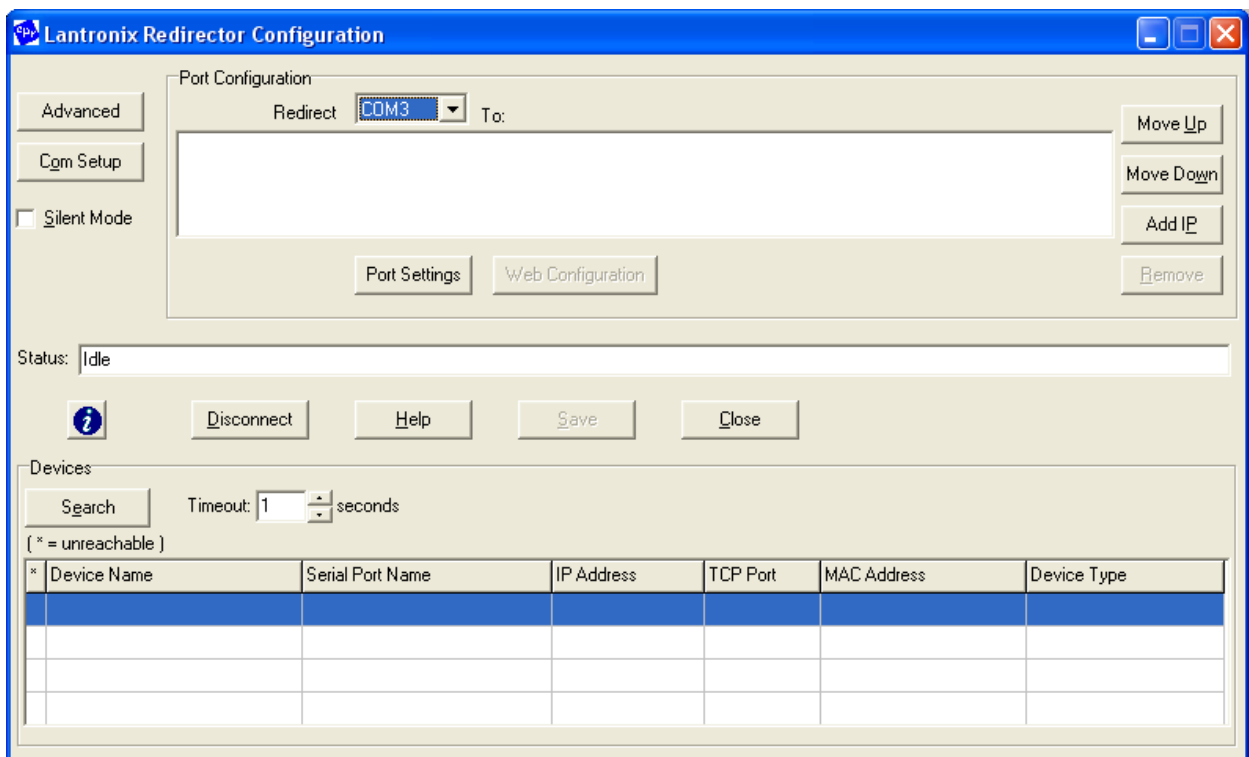 Lantronix Redirector Configuration
Port Configuration
Advanced
Redirect COM3 To:
Move Up
Com Setup
Move Down
Silent Mode
Add IP
Port Settings Web Configuration Remove
Status: Idle
Disconnect Help Save Close
Devices
Search Timeout: 1 seconds
( * = unreachable )
* Device Name Serial Port Name IP Address TCP Port MAC Address Device Type